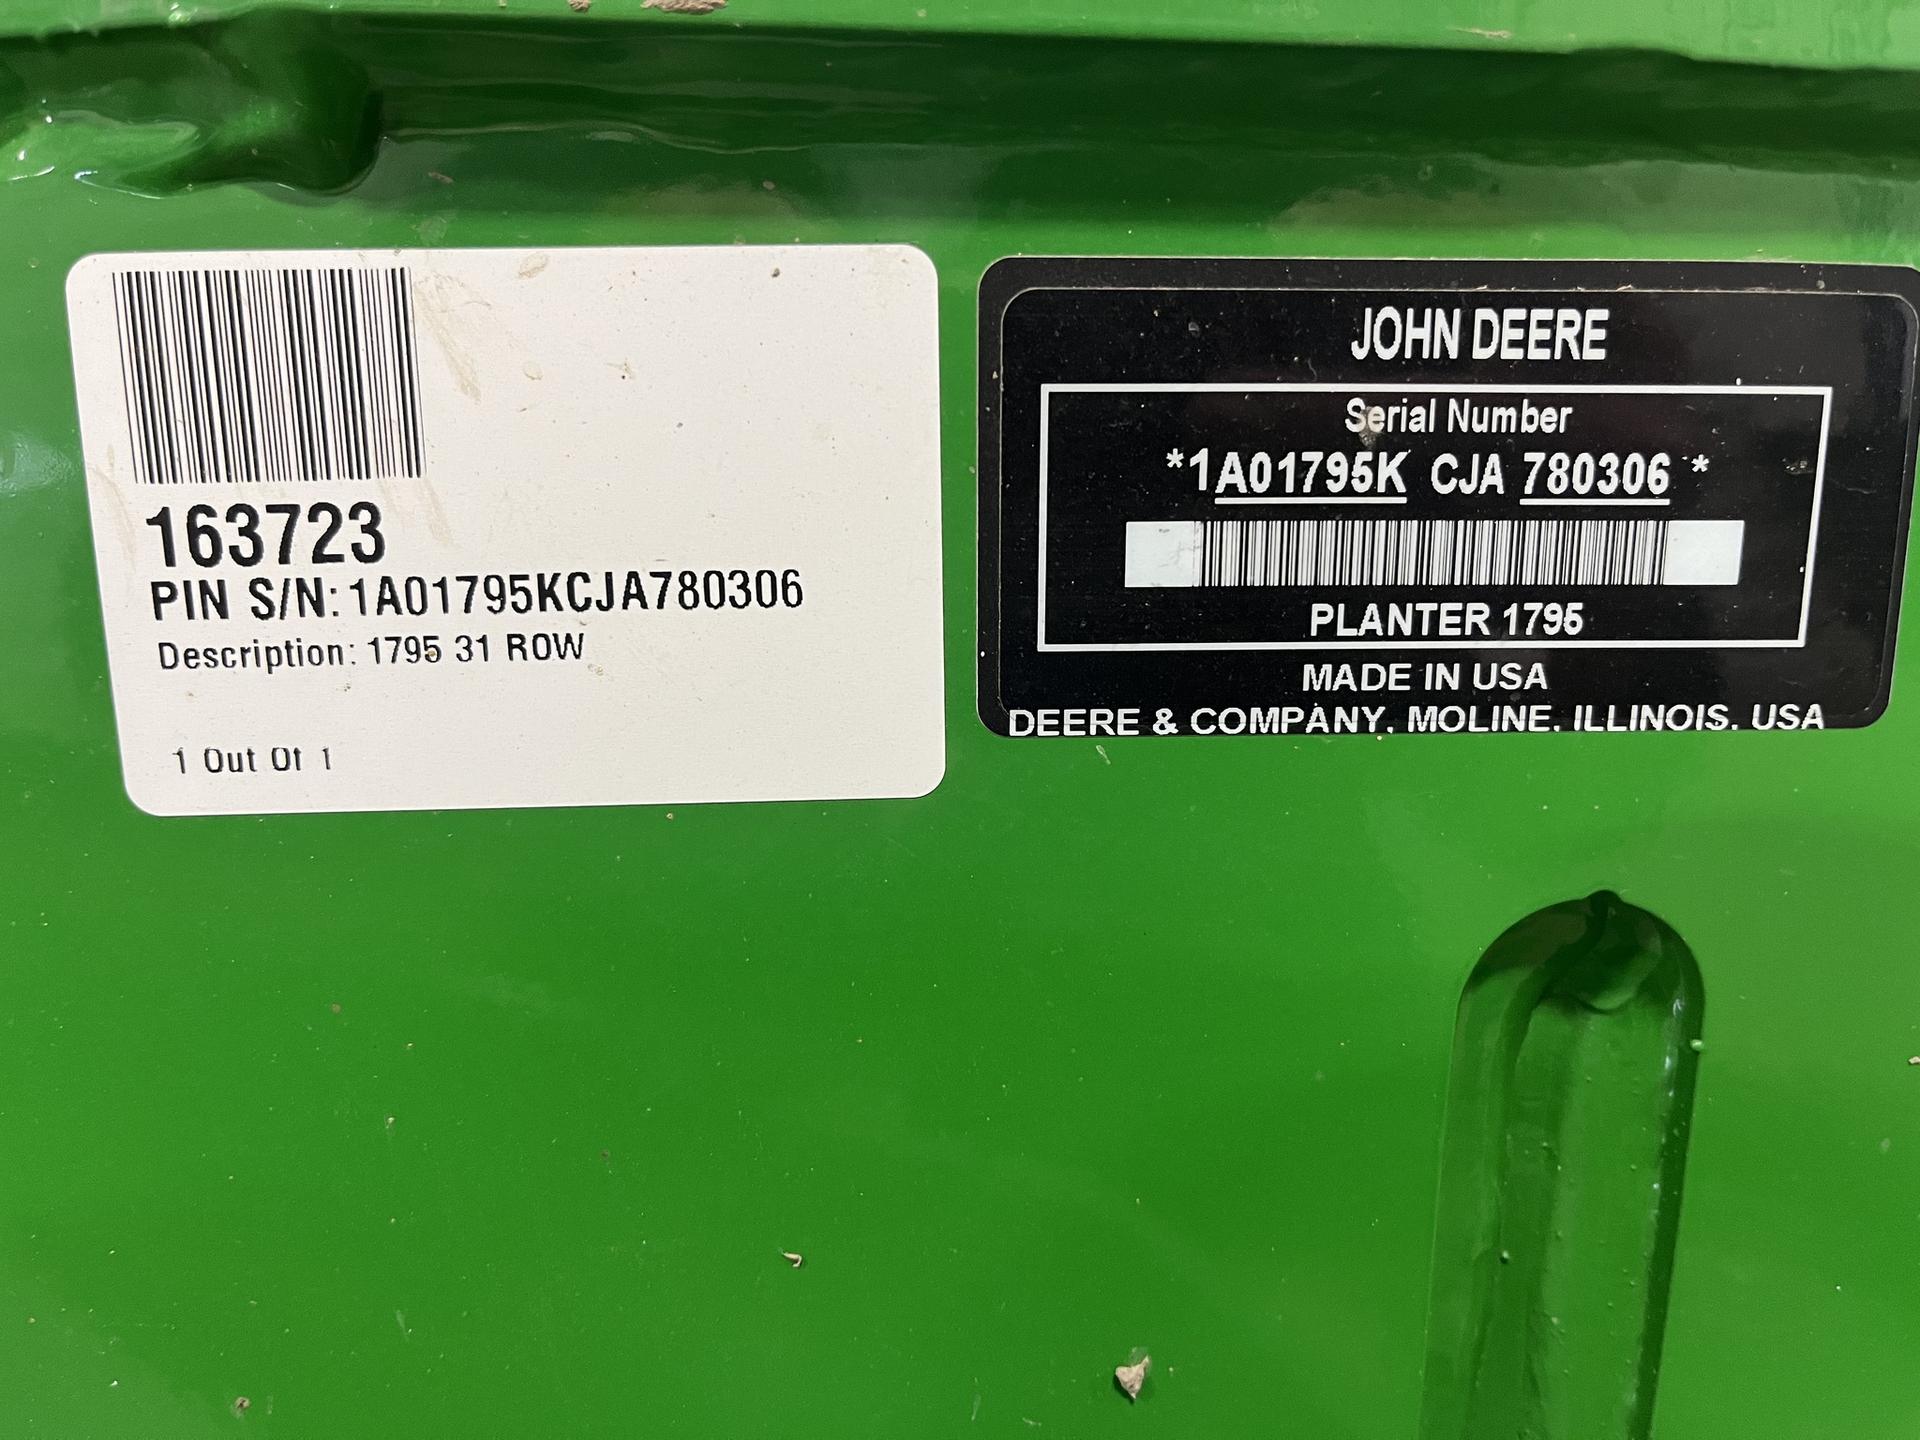 163723
PIN S/N: 1A01795KCJA780306
Description: 1795 31 ROW
1 Out Of 1
JOHN DEERE
Serial Number
*1A01795K CJA 780306 *
PLANTER 1795
MADE IN USA
DEERE & COMPANY, MOLINE, ILLINOIS, USA